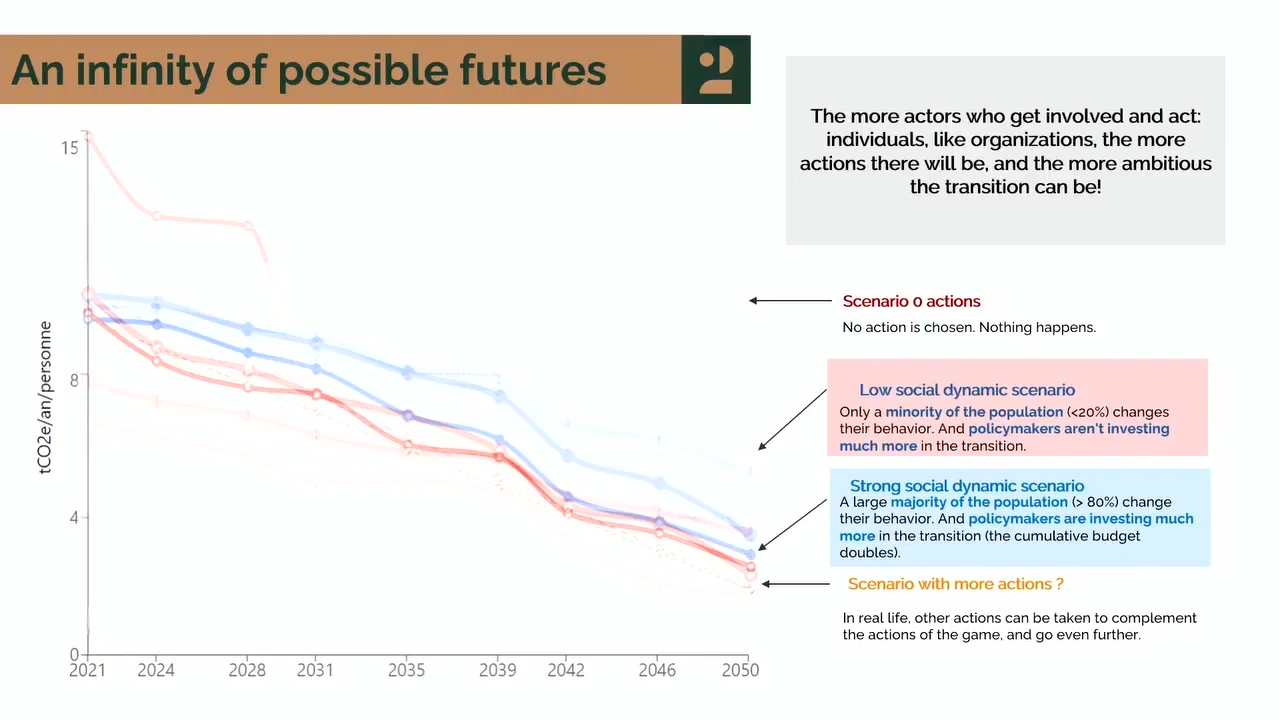 An infinity of possible futures
The more actors who get involved and act:
individuals, like organizations, the more
actions there will be, and the more ambitious
the transition can be!
15
8
4
0
tCO2e/an/personne
2021 2024 2028 2031 2035 2039 2042 2046 2050
Scenario 0 actions
No action is chosen. Nothing happens.
Low social dynamic scenario
Only a minority of the population (<20%) changes
their behavior. And policymakers aren't investing
much more in the transition.
Strong social dynamic scenario
A large majority of the population (> 80%) change
their behavior. And policymakers are investing much
more in the transition (the cumulative budget
doubles).
Scenario with more actions ?
In real life, other actions can be taken to complement
the actions of the game, and go even further.